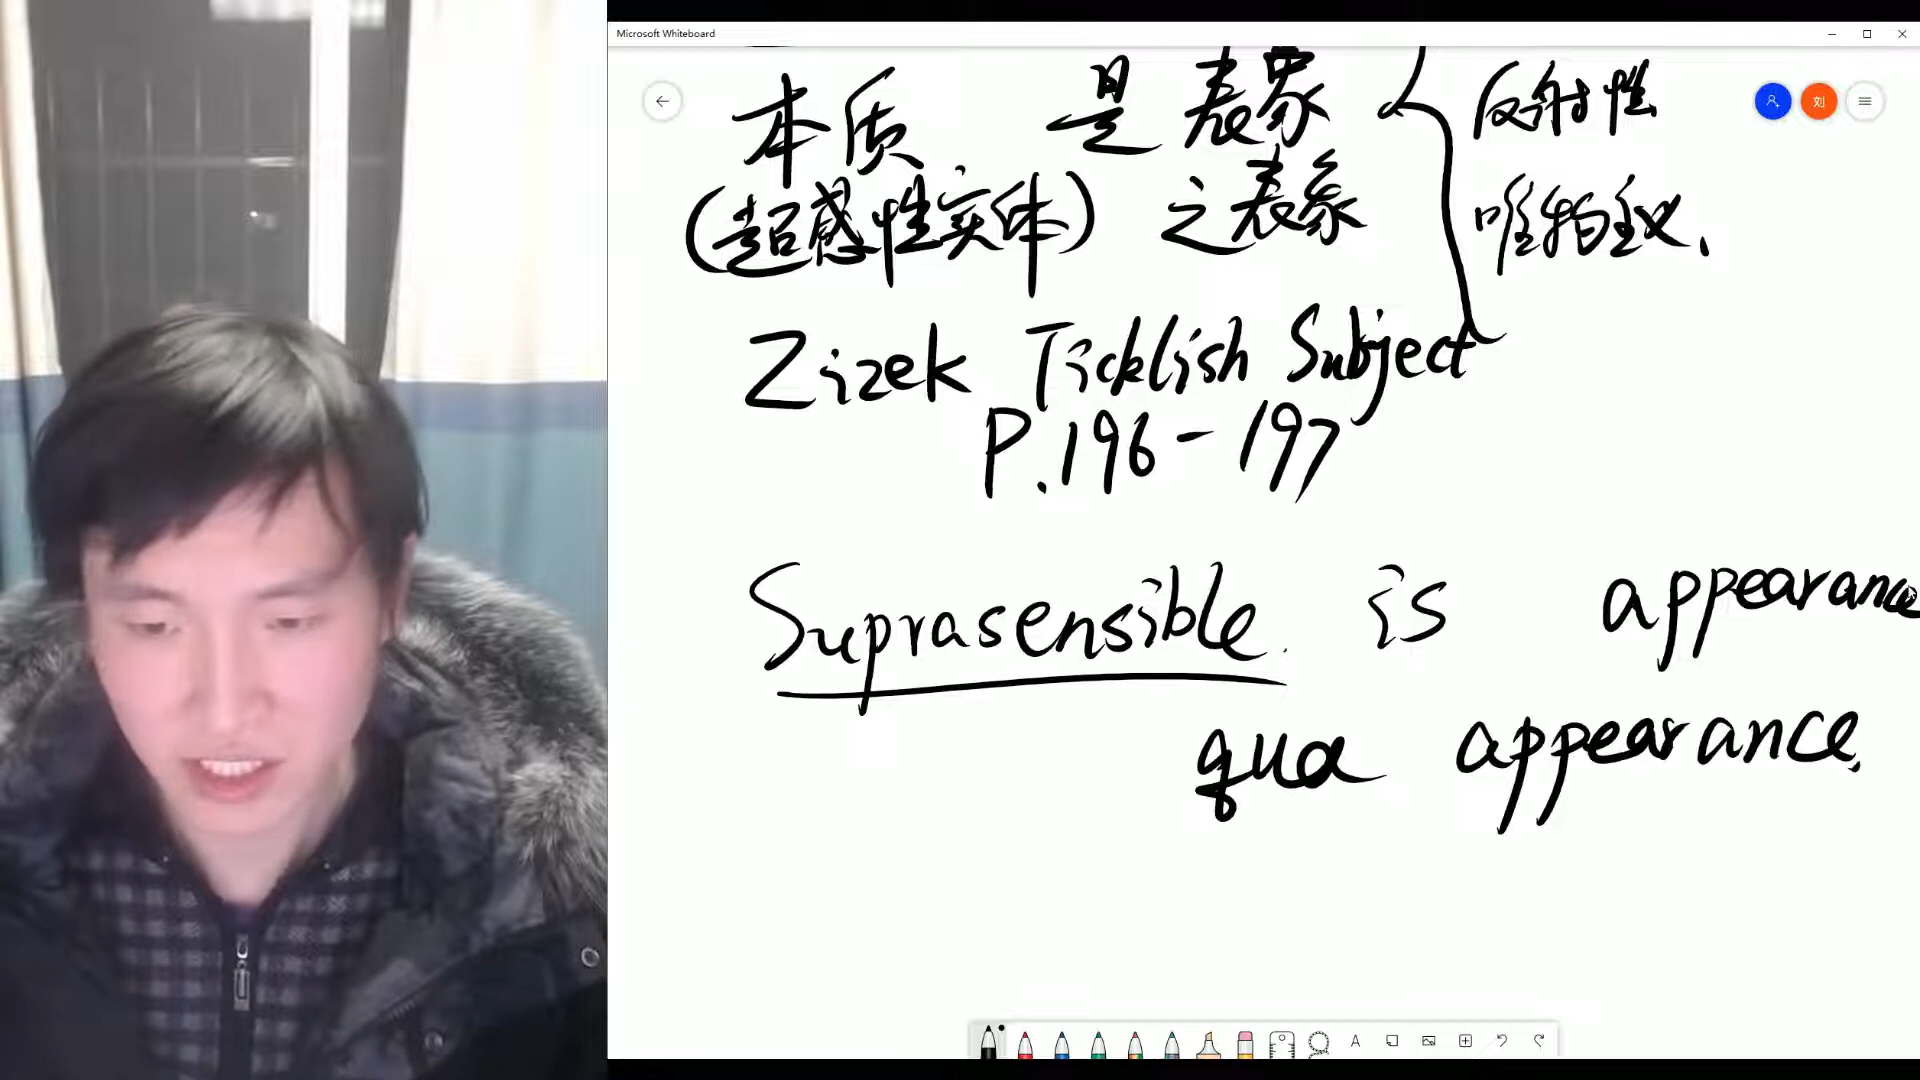 Microsoft Whiteboard
本质 是表象
反射性
刘
(超感性实体) 之表象
唯物主义.
Zizek Ticklish Subject
P.196-197
Suprasensible is appearance
qua appearance.
A